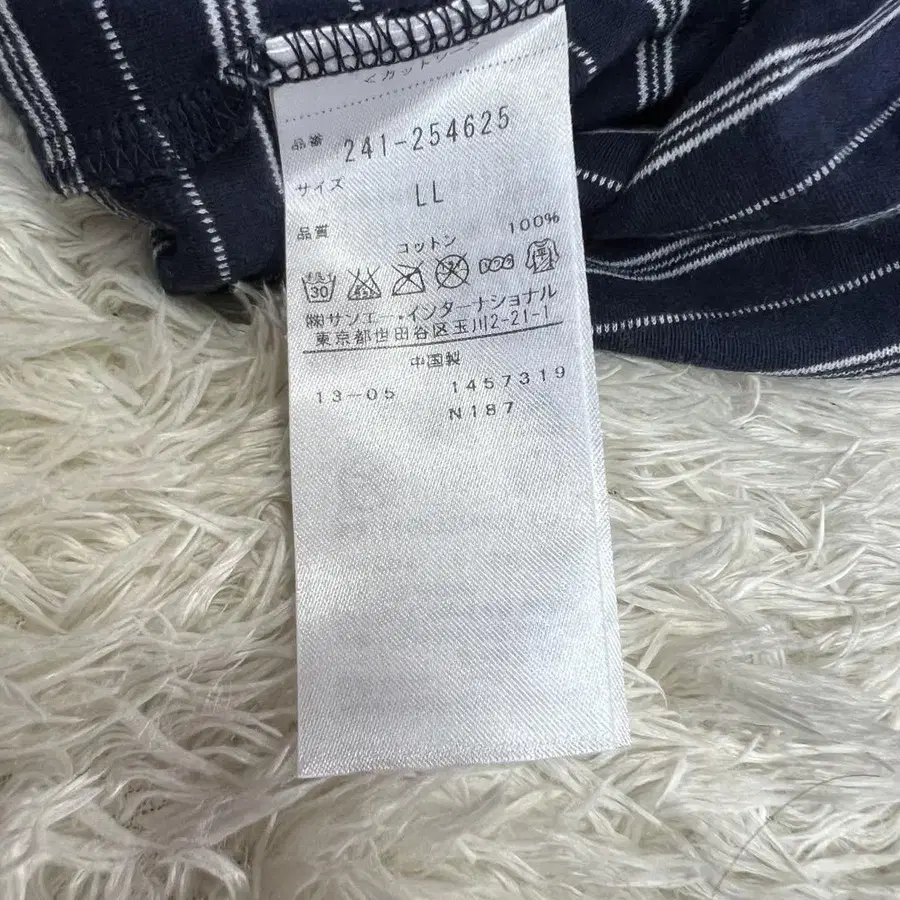 <カットソー>
品番 241-254625
サイズ LL
品質
コットン 100%
30
㈱サンエー・インターナショナル
東京都世田谷区玉川2-21-1
中国製
13-05 1457319
N187